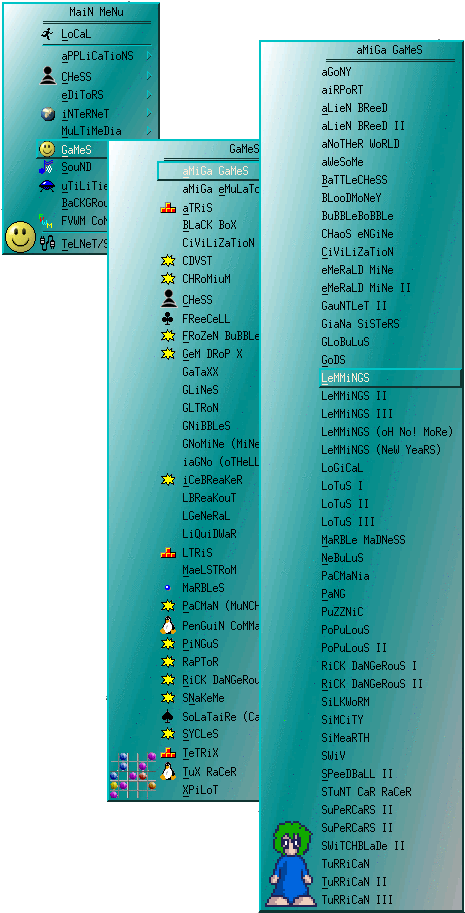 MaiN MeNu
LoCaL
aPPLiCaTioNS
CHeSS
eDiToRS
iNTeRNeT
MuLTiMeDia
GaMeS
SouND
uTiLiTie
BaCKGRou
FVWM CoN
TeLNeT/S
GaMeS
aMiGa GaMeS
aMiGa eMuLaTo
aTRiS
BLaCK BoX
CiViLiZaTioN
CDVST
CHRoMiuM
CHeSS
FReeCeLL
FRoZeN BuBBLe
GeM DRoP X
GaTaXX
GLiNeS
GLTRoN
GNiBBLeS
GNoMiNe (MiNe
iaGNo (oTHeLL
iCeBReaKeR
LBReaKouT
LGeNeRaL
LiQuiDWaR
LTRiS
MaeLSTRoM
MaRBLeS
PaCMaN (MuNCH
PenGuiN CoMMa
PiNGuS
RaPToR
RiCK DaNGeRou
SNaKeMe
SoLaTaiRe (Ca
SYCLeS
TeTRiX
TuX RaCeR
XPiLoT
aMiGa GaMeS
aGoNY
aiRPoRT
aLieN BReeD
aLieN BReeD II
aNoTHeR WoRLD
aWeSoMe
BaTTLeCHeSS
BLooDMoNeY
BuBBLeBoBBLe
CHaoS eNGiNe
CiViLiZaTioN
eMeRaLD MiNe
eMeRaLD MiNe II
GauNTLeT II
GiaNa SiSTeRS
GLoBuLuS
GoDS
LeMMiNGS
LeMMiNGS II
LeMMiNGS III
LeMMiNGS (oH No! MoRe)
LeMMiNGS (NeW YeaRS)
LoGiCaL
LoTuS I
LoTuS II
LoTuS III
MaRBLe MaDNeSS
NeBuLuS
PaCMaNia
PaNG
PuZZNiC
PoPuLouS
PoPuLouS II
RiCK DaNGeRouS I
RiCK DaNGeRouS II
SiLKWoRM
SiMCiTY
SiMeaRTH
SWiV
SPeeDBaLL II
STuNT CaR RaCeR
SuPeRCaRS II
SuPeRCaRS II
SWiTCHBLaDe II
TuRRiCaN
TuRRiCaN II
TuRRiCaN III